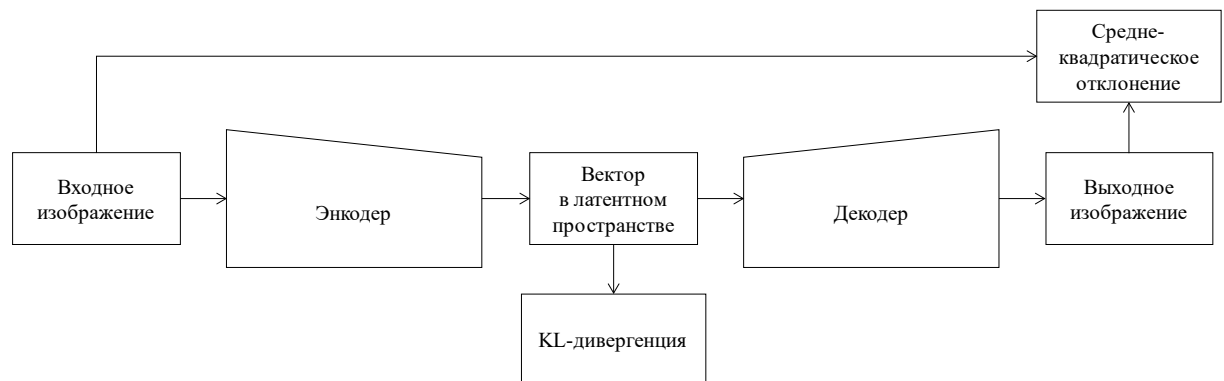 Средне-
квадратическое
отклонение
Входное
изображение
Энкодер
Вектор
в латентном
пространстве
Декодер
Выходное
изображение
KL-дивергенция